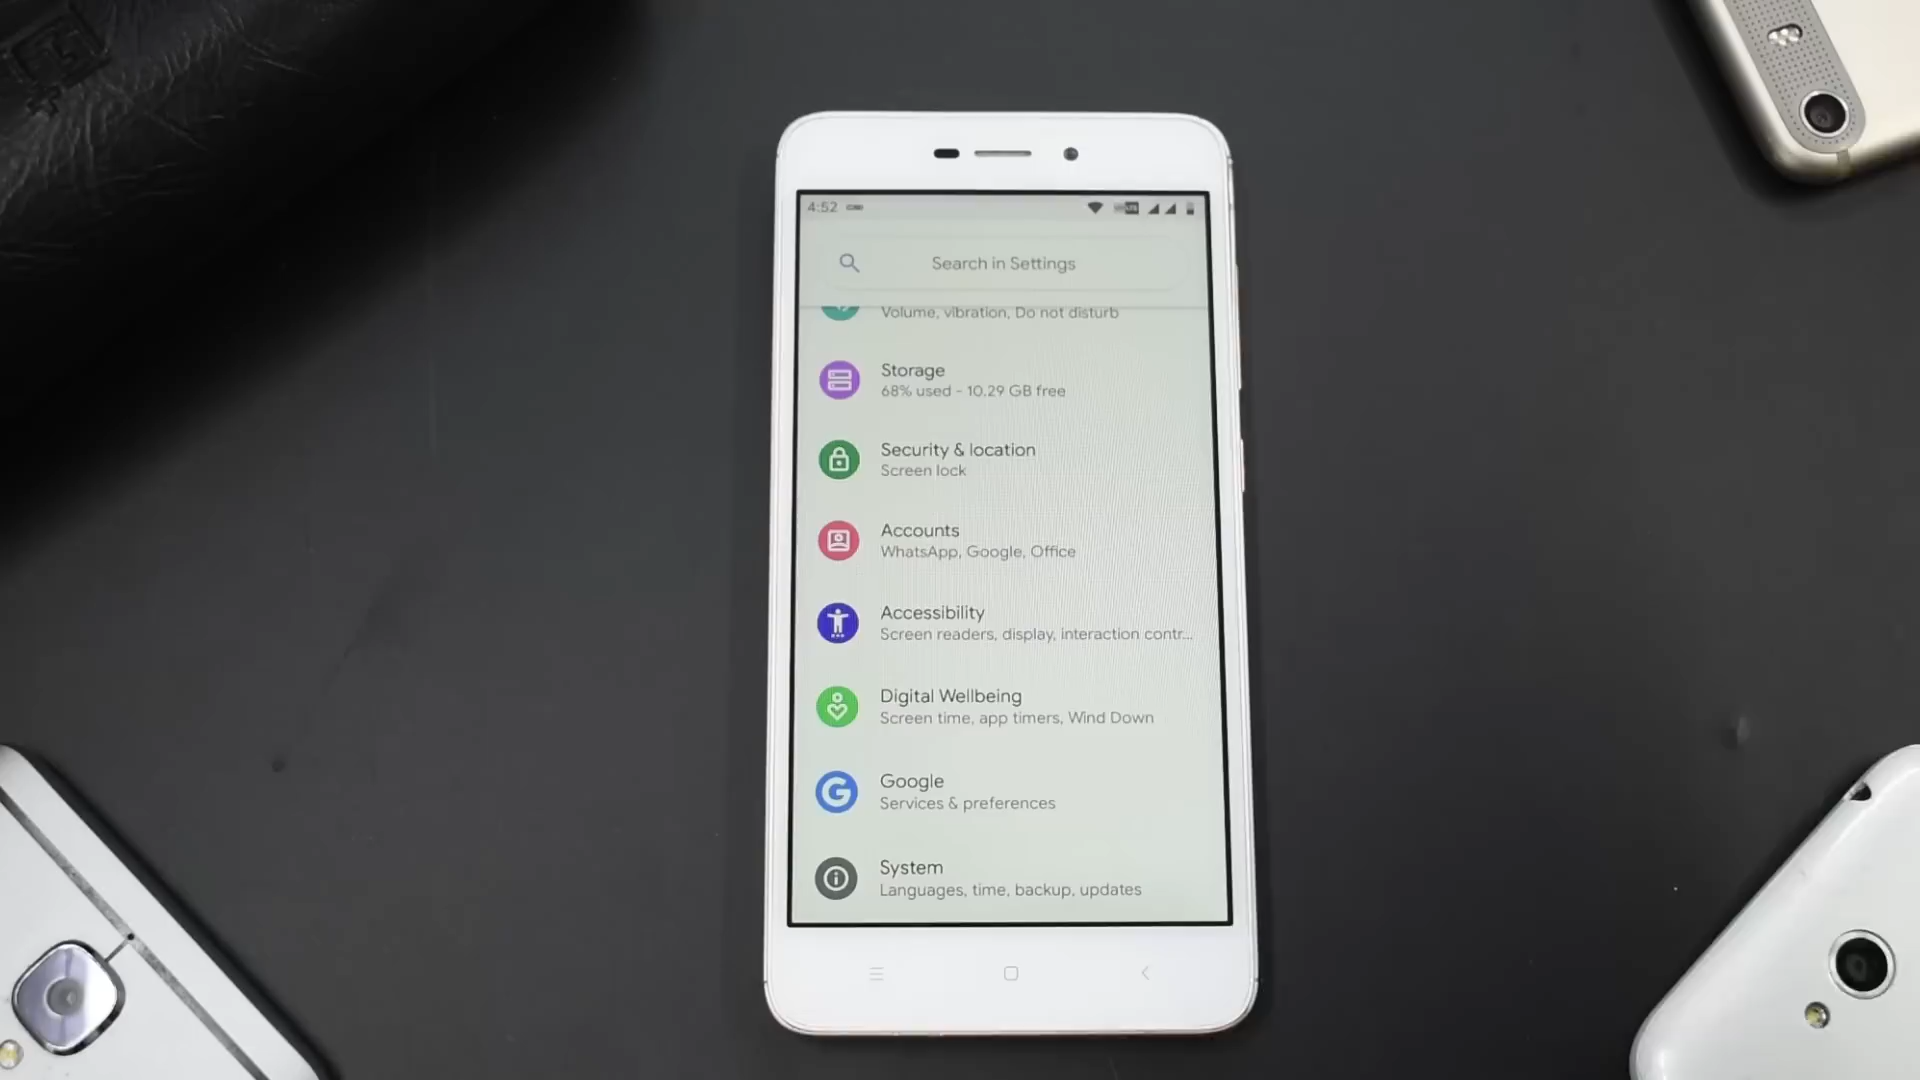 4:52
Search in Settings
Volume, vibration, Do not disturb
Storage
68% used - 10.29 GB free
Security & location
Screen lock
Accounts
WhatsApp, Google, Office
Accessibility
Screen readers, display, interaction contr...
Digital Wellbeing
Screen time, app timers, Wind Down
Google
Services & preferences
System
Languages, time, backup, updates